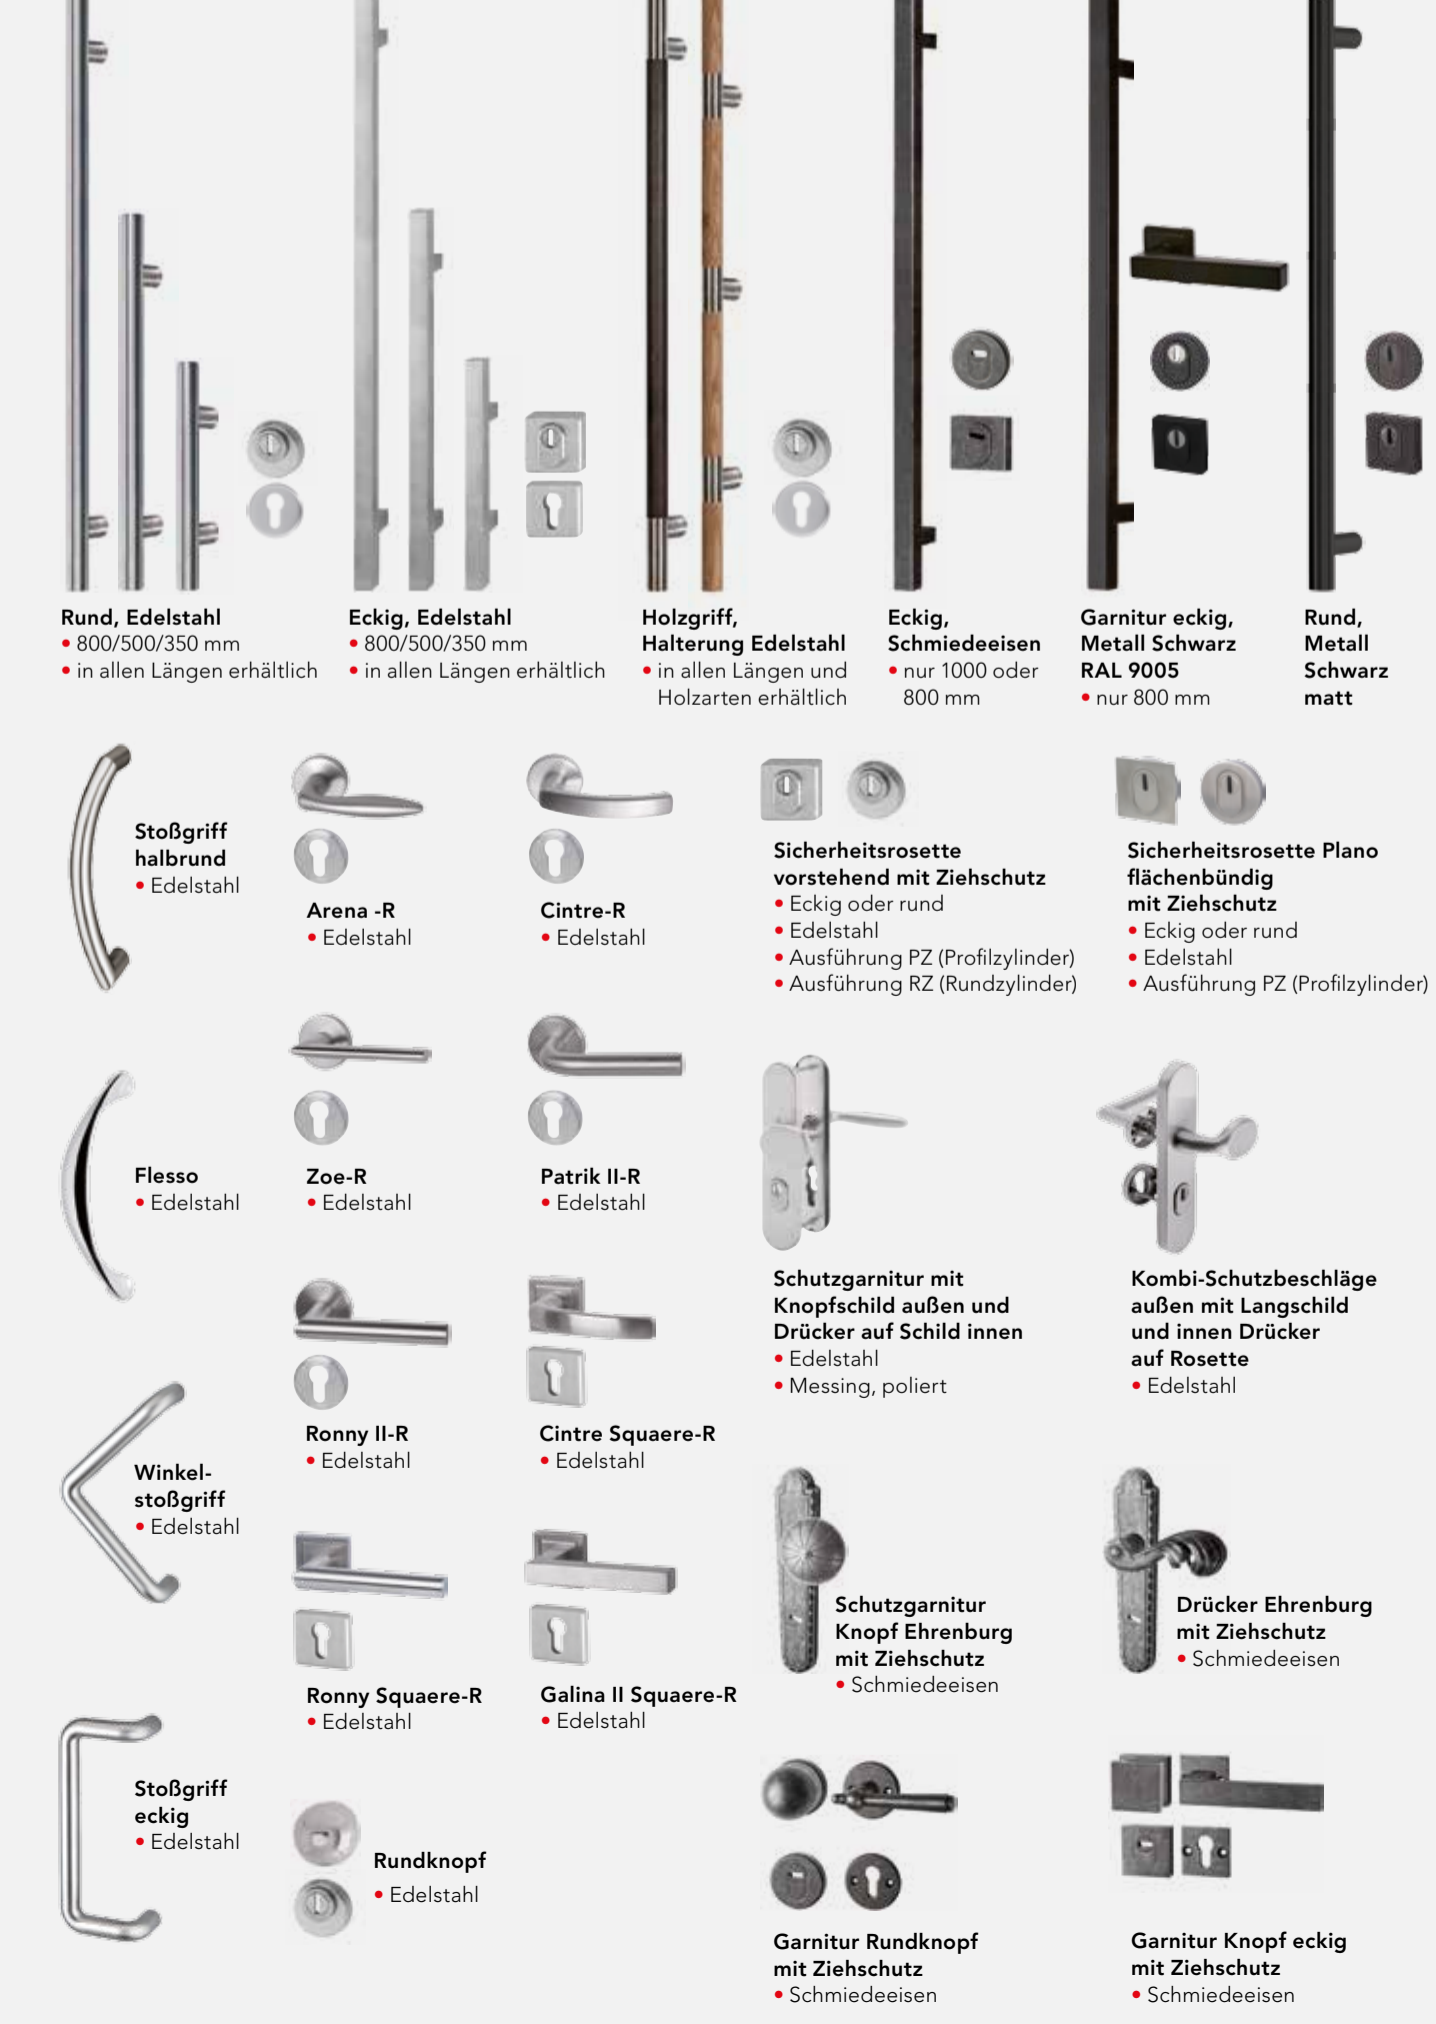 Rund, Edelstahl
• 800/500/350 mm
• in allen Längen erhältlich
Eckig, Edelstahl
• 800/500/350 mm
• in allen Längen erhältlich
Holzgriff,
Halterung Edelstahl
• in allen Längen und
Holzarten erhältlich
Eckig,
Schmiedeeisen
• nur 1000 oder
800 mm
Garnitur eckig,
Metall Schwarz
RAL 9005
• nur 800 mm
Rund,
Metall
Schwarz
matt
Stoßgriff
halbrund
• Edelstahl
Arena -R
• Edelstahl
Cintre-R
• Edelstahl
Sicherheitsrosette
vorstehend mit Ziehschutz
• Eckig oder rund
• Edelstahl
• Ausführung PZ (Profilzylinder)
• Ausführung RZ (Rundzylinder)
Sicherheitsrosette Plano
flächenbündig
mit Ziehschutz
• Eckig oder rund
• Edelstahl
• Ausführung PZ (Profilzylinder)
Flesso
• Edelstahl
Zoe-R
• Edelstahl
Patrik II-R
• Edelstahl
Schutzgarnitur mit
Knopfschild außen und
Drücker auf Schild innen
• Edelstahl
• Messing, poliert
Kombi-Schutzbeschläge
außen mit Langschild
und innen Drücker
auf Rosette
• Edelstahl
Winkel-
stoßgriff
• Edelstahl
Ronny II-R
• Edelstahl
Cintre Squaere-R
• Edelstahl
Ronny Squaere-R
• Edelstahl
Galina II Squaere-R
• Edelstahl
Schutzgarnitur
Knopf Ehrenburg
mit Ziehschutz
• Schmiedeeisen
Drücker Ehrenburg
mit Ziehschutz
• Schmiedeeisen
Stoßgriff
eckig
• Edelstahl
Rundknopf
• Edelstahl
Garnitur Rundknopf
mit Ziehschutz
• Schmiedeeisen
Garnitur Knopf eckig
mit Ziehschutz
• Schmiedeeisen